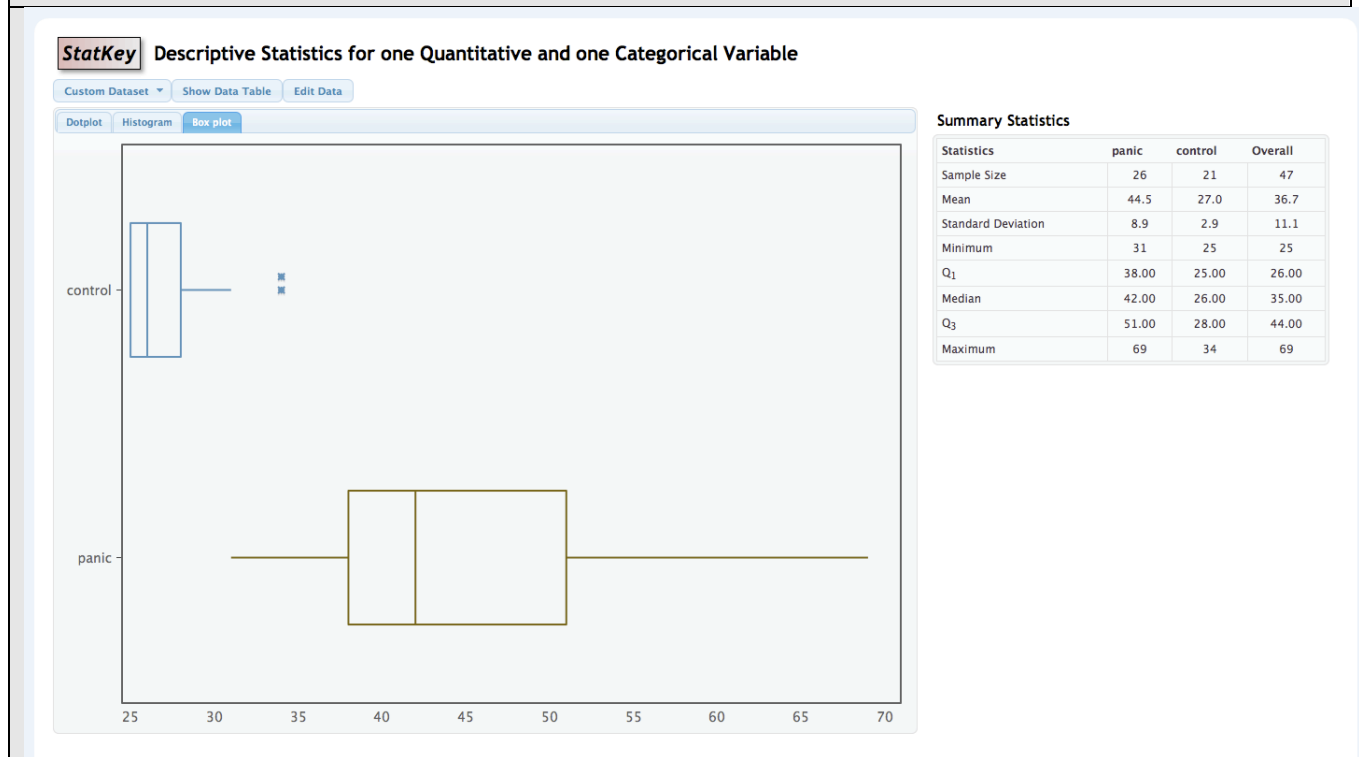 StatKey Descriptive Statistics for one Quantitative and one Categorical Variable
Custom Dataset Show Data Table Edit Data
Dotplot Histogram Box plot
control
panic
25 30 35 40 45 50 55 60 65 70
Summary Statistics
Statistics panic control Overall
Sample Size 26 21 47
Mean 44.5 27.0 36.7
Standard Deviation 8.9 2.9 11.1
Minimum 31 25 25
Q1 38.00 25.00 26.00
Median 42.00 26.00 35.00
Q3 51.00 28.00 44.00
Maximum 69 34 69